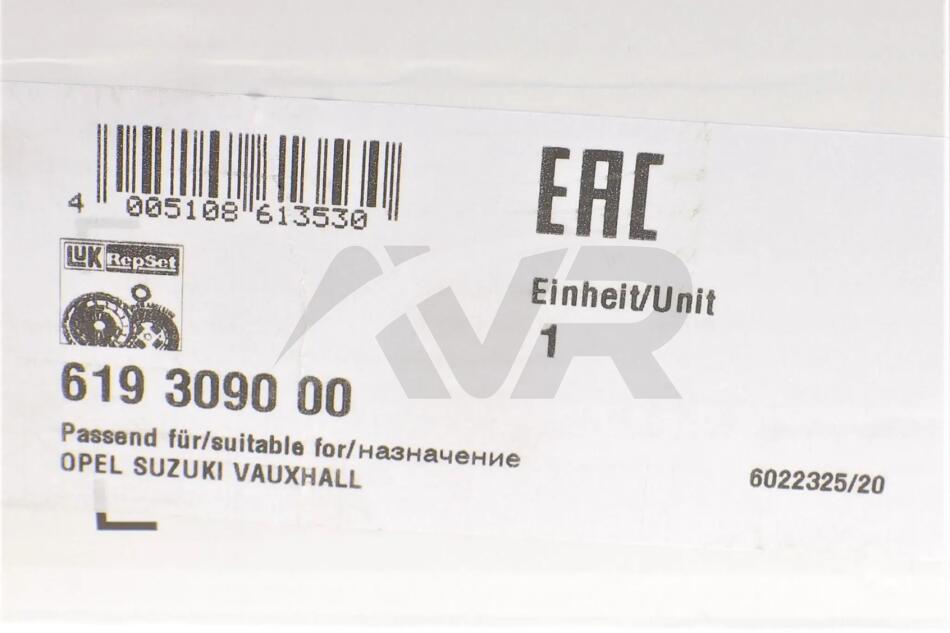 4 005108 613530
EAC
LuK RepSet
Einheit/Unit
1
619 3090 00
Passend für/suitable for/назначение
OPEL SUZUKI VAUXHALL
6022325/20
VR